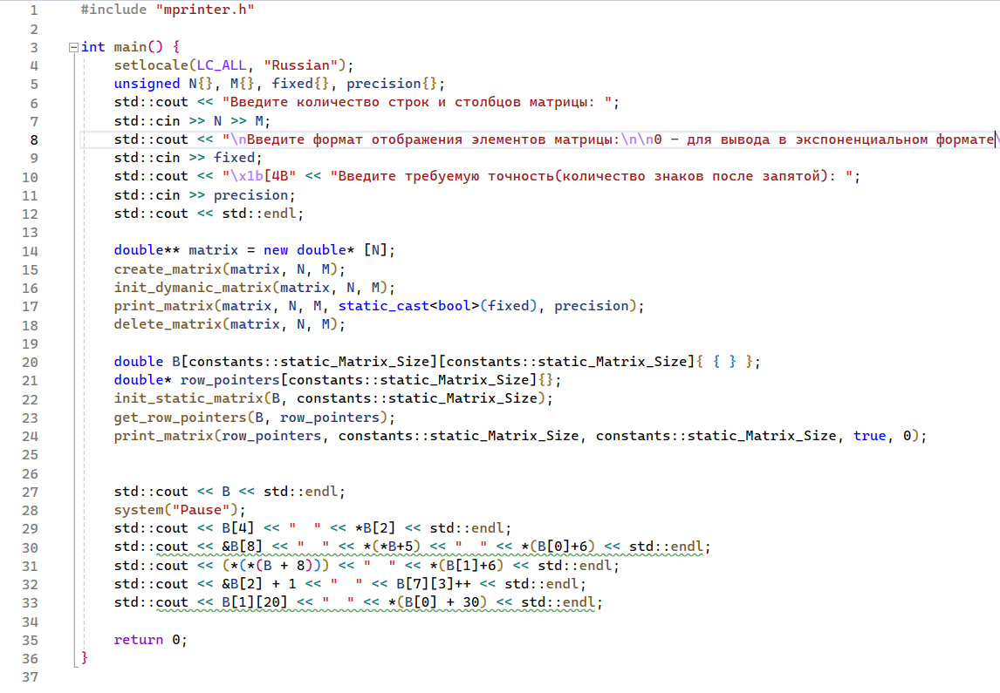 1 #include "mprinter.h"
2
3 int main() {
4 setlocale(LC_ALL, "Russian");
5 unsigned N{}, M{}, fixed{}, precision{};
6 std::cout << "Введите количество строк и столбцов матрицы: ";
7 std::cin >> N >> M;
8 std::cout << "\nВведите формат отображения элементов матрицы:\n\n0 - для вывода в экспоненциальном формате\
9 std::cin >> fixed;
10 std::cout << "\x1b[4B" << "Введите требуемую точность(количество знаков после запятой): ";
11 std::cin >> precision;
12 std::cout << std::endl;
13
14 double** matrix = new double* [N];
15 create_matrix(matrix, N, M);
16 init_dymanic_matrix(matrix, N, M);
17 print_matrix(matrix, N, M, static_cast<bool>(fixed), precision);
18 delete_matrix(matrix, N, M);
19
20 double B[constants::static_Matrix_Size][constants::static_Matrix_Size]{ { } };
21 double* row_pointers[constants::static_Matrix_Size]{};
22 init_static_matrix(B, constants::static_Matrix_Size);
23 get_row_pointers(B, row_pointers);
24 print_matrix(row_pointers, constants::static_Matrix_Size, constants::static_Matrix_Size, true, 0);
25
26
27 std::cout << B << std::endl;
28 system("Pause");
29 std::cout << B[4] << "  " << *B[2] << std::endl;
30 std::cout << &B[8] << "  " << *(*B+5) << "  " << *(B[0]+6) << std::endl;
31 std::cout << (*(*(B + 8))) << "  " << *(B[1]+6) << std::endl;
32 std::cout << &B[2] + 1 << "  " << B[7][3]++ << std::endl;
33 std::cout << B[1][20] << "  " << *(B[0] + 30) << std::endl;
34
35 return 0;
36 }
37